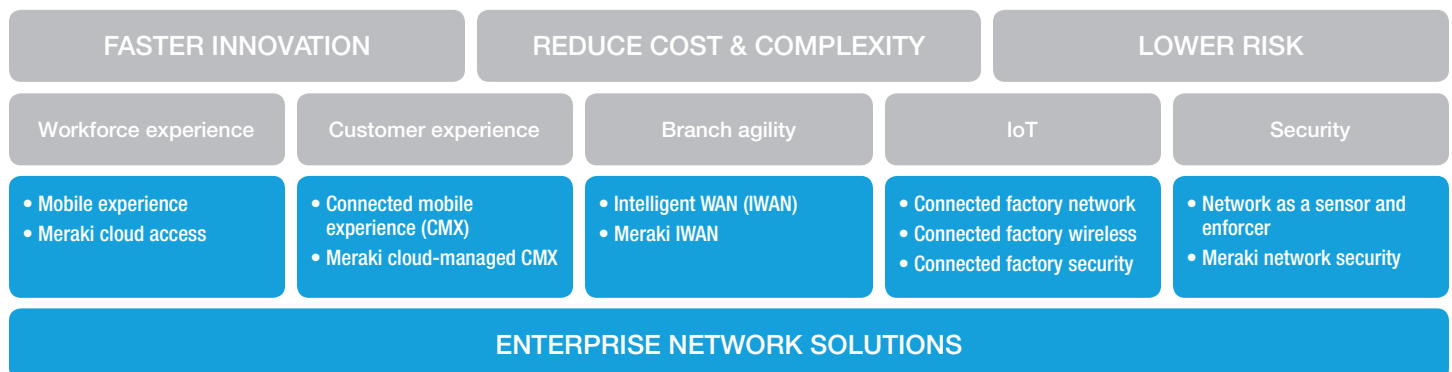 FASTER INNOVATION
REDUCE COST & COMPLEXITY
LOWER RISK
Workforce experience
Customer experience
Branch agility
IoT
Security
• Mobile experience
• Meraki cloud access
• Connected mobile
experience (CMX)
• Meraki cloud-managed CMX
• Intelligent WAN (IWAN)
• Meraki IWAN
• Connected factory network
• Connected factory wireless
• Connected factory security
• Network as a sensor and
enforcer
• Meraki network security
ENTERPRISE NETWORK SOLUTIONS